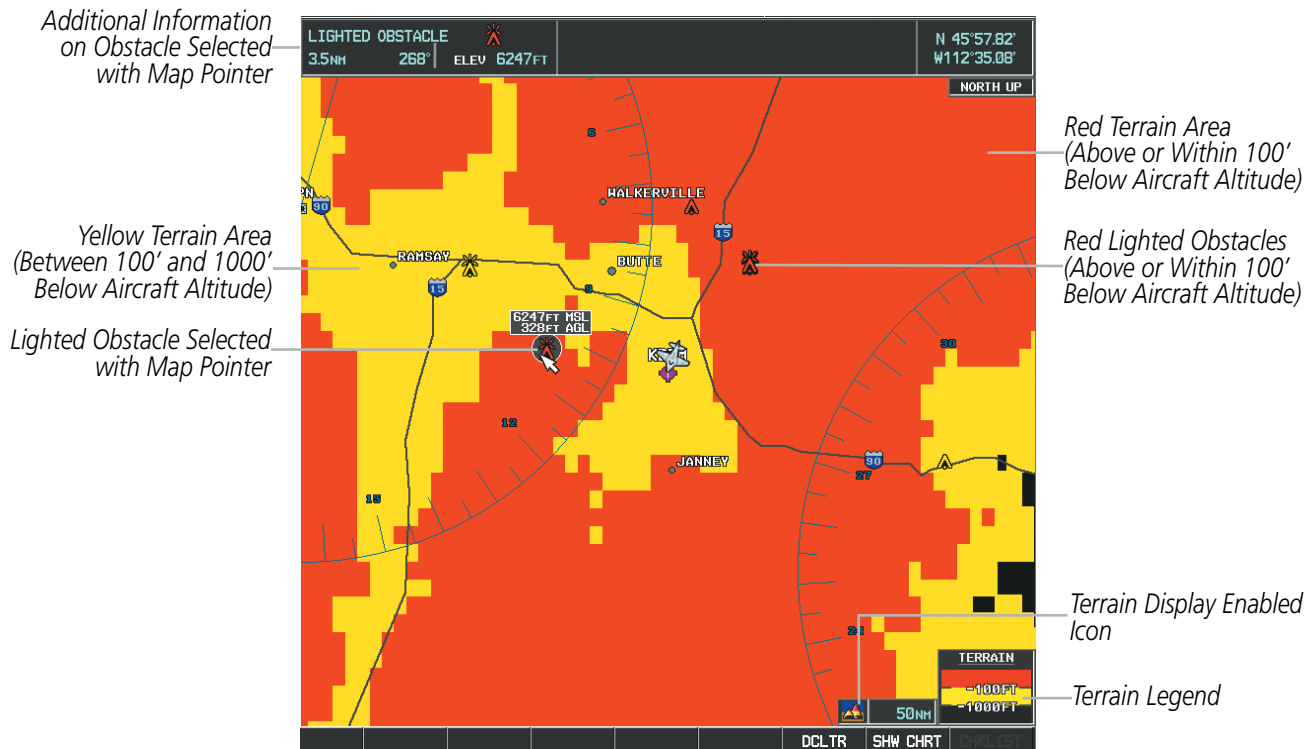 Additional Information
on Obstacle Selected
with Map Pointer
LIGHTED OBSTACLE
3.5NM 268° ELEV 6247FT
N 45°57.82'
W112°35.08'
NORTH UP
Red Terrain Area
(Above or Within 100'
Below Aircraft Altitude)
6
WALKERVILLE
PN
90
15
Yellow Terrain Area
(Between 100' and 1000'
Below Aircraft Altitude)
RAMSAY
BUTTE
Red Lighted Obstacles
(Above or Within 100'
Below Aircraft Altitude)
15
9
6247FT MSL
328FT AGL
Lighted Obstacle Selected
with Map Pointer
30
12
JANNEY
90
27
15
Terrain Display Enabled
Icon
24
TERRAIN
-100FT
-1000FT
Terrain Legend
50NM
DCLTR SHW CHRT CHKLIST